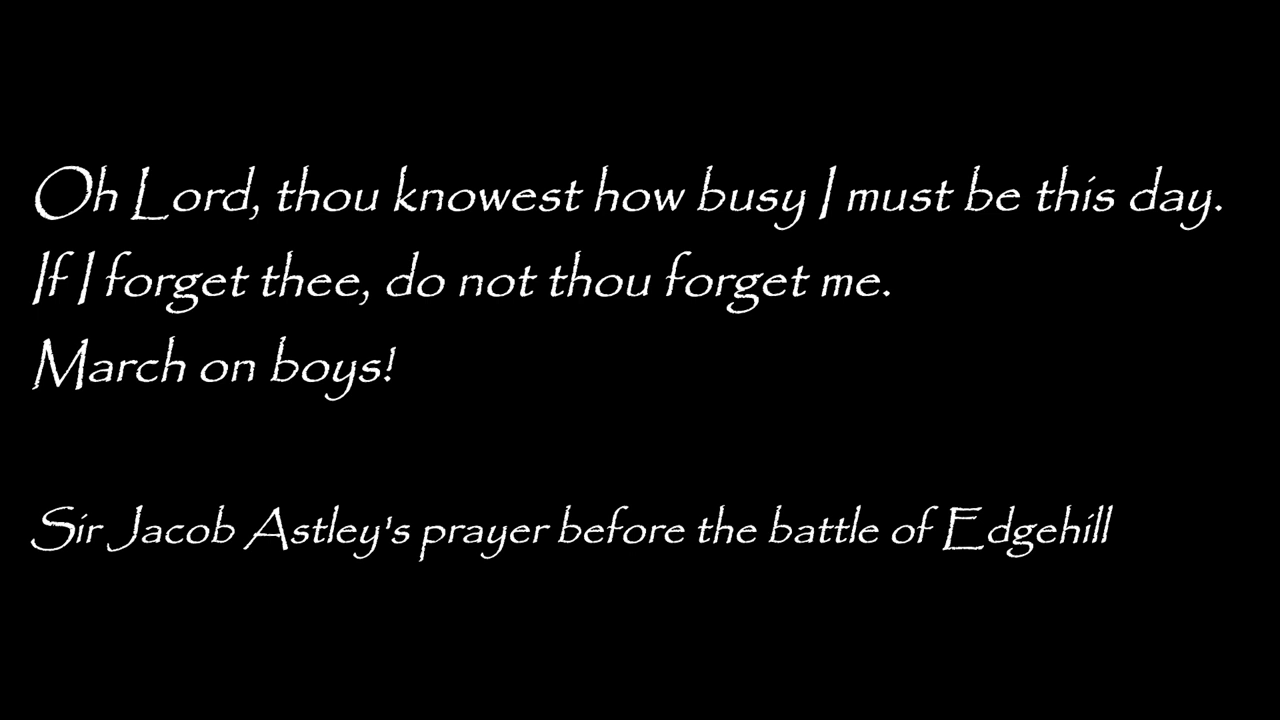 Oh Lord, thou knowest how busy I must be this day.
If I forget thee, do not thou forget me.
March on boys!
Sir Jacob Astley's prayer before the battle of Edgehill